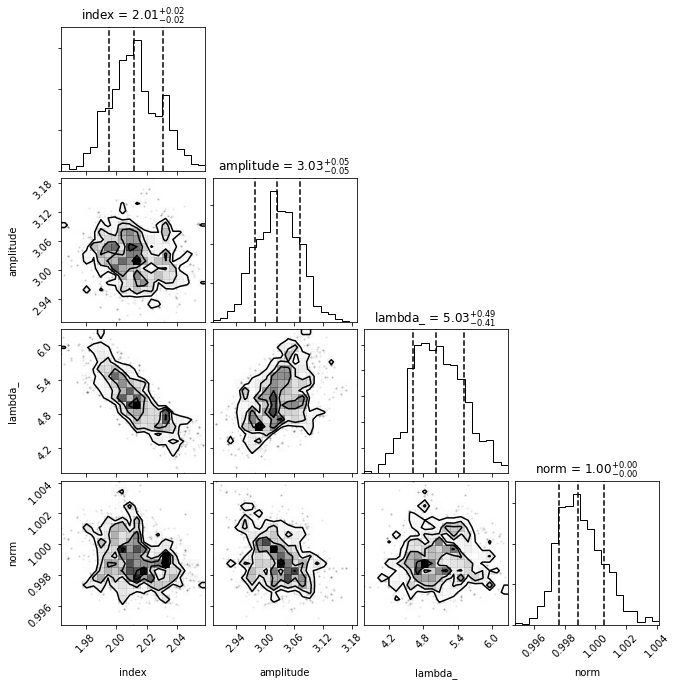 index = 2.01+0.02−0.02
amplitude = 3.03+0.05−0.05
3.18
3.12
3.06
3.00
2.94
amplitude
lambda_ = 5.03+0.49−0.41
6.0
5.4
4.8
4.2
lambda_
norm = 1.00+0.00−0.00
1.004
1.002
1.000
0.998
0.996
norm
1.98 2.00 2.02 2.04
2.94 3.00 3.06 3.12 3.18
4.2 4.8 5.4 6.0
0.996 0.998 1.000 1.002 1.004
index amplitude lambda_ norm